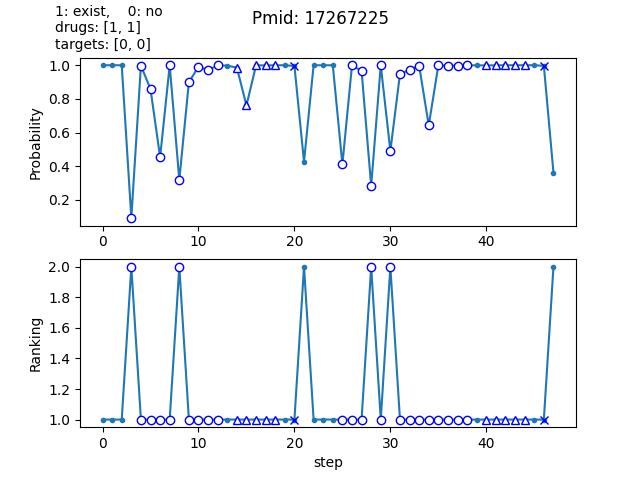 1: exist,    0: no
drugs: [1, 1]
targets: [0, 0]
Pmid: 17267225
1.0
0.8
0.6
0.4
0.2
Probability
0 10 20 30 40
2.0
1.8
1.6
1.4
1.2
1.0
Ranking
0 10 20 30 40
step